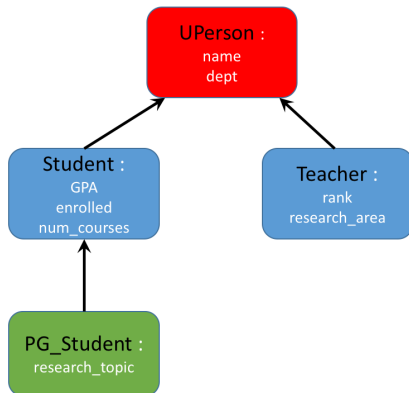 UPerson :
name
dept
Student :
GPA
enrolled
num_courses
Teacher :
rank
research_area
PG_Student :
research_topic